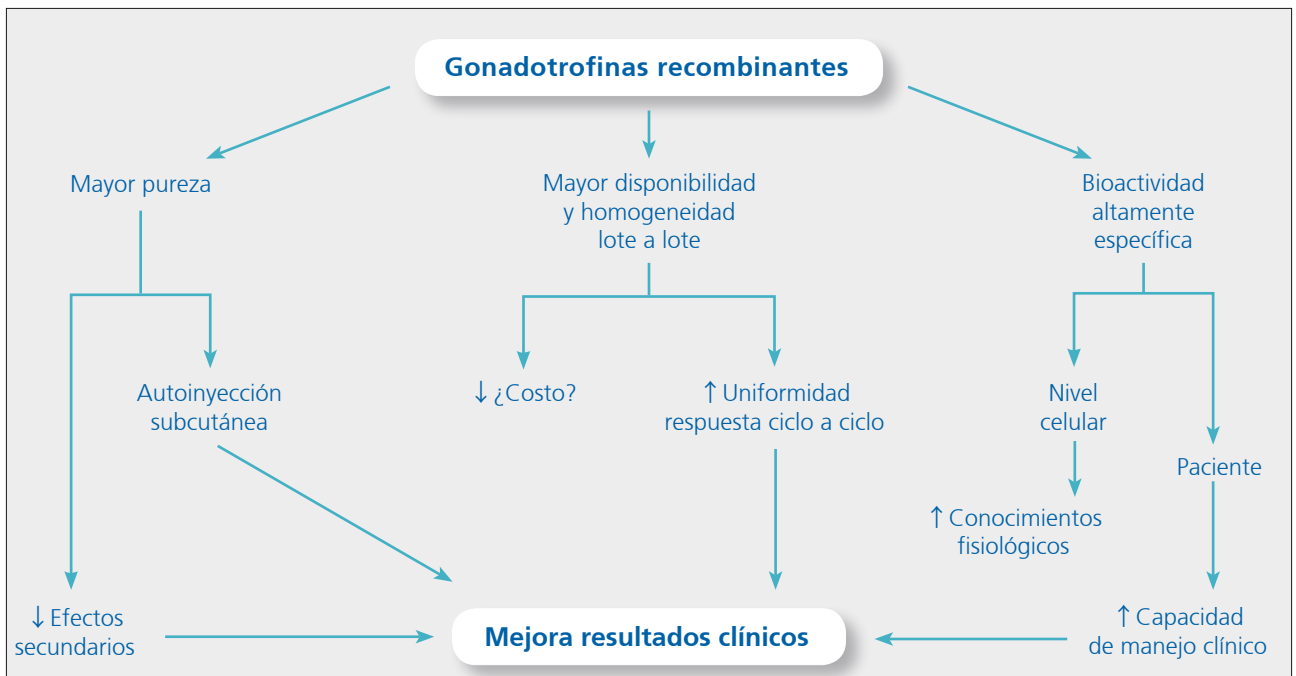 Gonadotrofinas recombinantes
Mayor pureza
Mayor disponibilidad
y homogeneidad
lote a lote
Bioactividad
altamente
específica
Autoinyección
subcutánea
↓ ¿Costo?
↑ Uniformidad
respuesta ciclo a ciclo
Nivel
celular
Paciente
↑ Conocimientos
fisiológicos
↓ Efectos
secundarios
Mejora resultados clínicos
↑ Capacidad
de manejo clínico